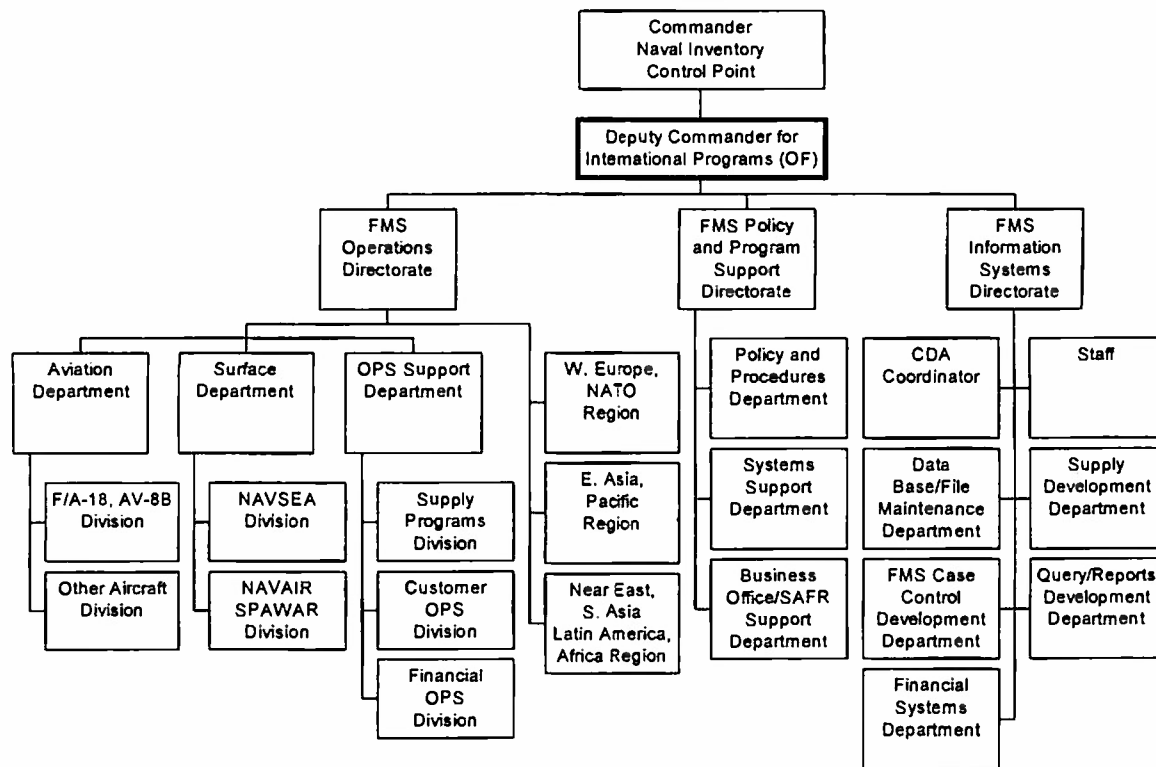 Commander
Naval Inventory
Control Point
Deputy Commander for
International Programs (OF)
FMS
Operations
Directorate
FMS Policy
and Program
Support
Directorate
FMS
Information
Systems
Directorate
Aviation
Department
Surface
Department
OPS Support
Department
W. Europe,
NATO
Region
Policy and
Procedures
Department
CDA
Coordinator
Staff
F/A-18, AV-8B
Division
NAVSEA
Division
Supply
Programs
Division
E. Asia,
Pacific
Region
Systems
Support
Department
Data
Base/File
Maintenance
Department
Supply
Development
Department
Other Aircraft
Division
NAVAIR
SPAWAR
Division
Customer
OPS
Division
Near East,
S. Asia
Latin America,
Africa Region
Business
Office/SAFR
Support
Department
FMS Case
Control
Development
Department
Query/Reports
Development
Department
Financial
OPS
Division
Financial
Systems
Department